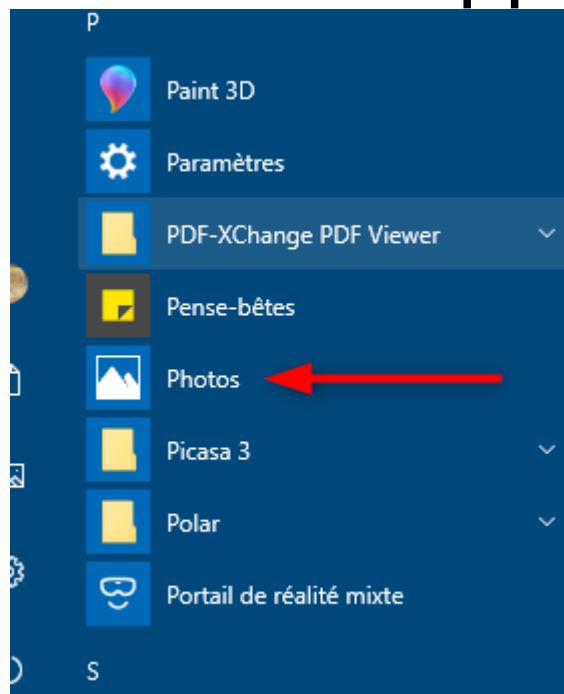 P
Paint 3D
Paramètres
PDF-XChange PDF Viewer
Pense-bêtes
Photos
Picasa 3
Polar
Portail de réalité mixte
S